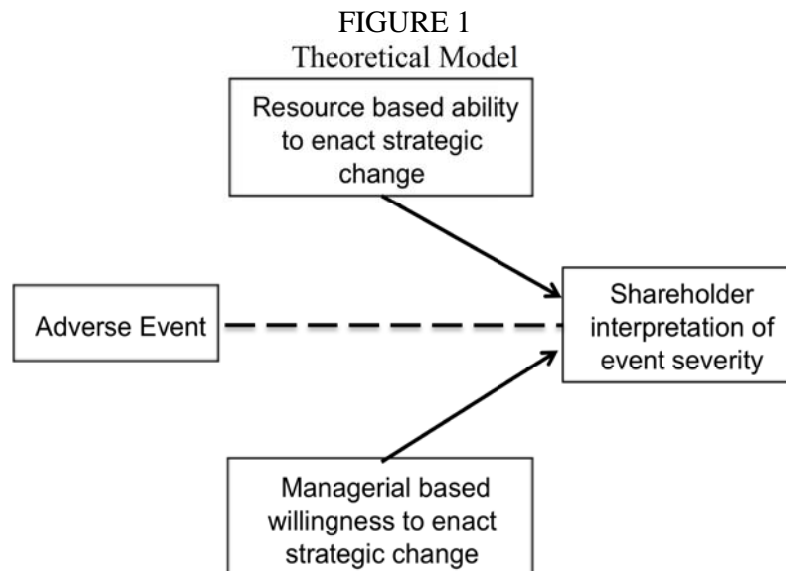 FIGURE 1
Theoretical Model
Resource based ability
to enact strategic
change
Adverse Event
Shareholder
interpretation of
event severity
Managerial based
willingness to enact
strategic change